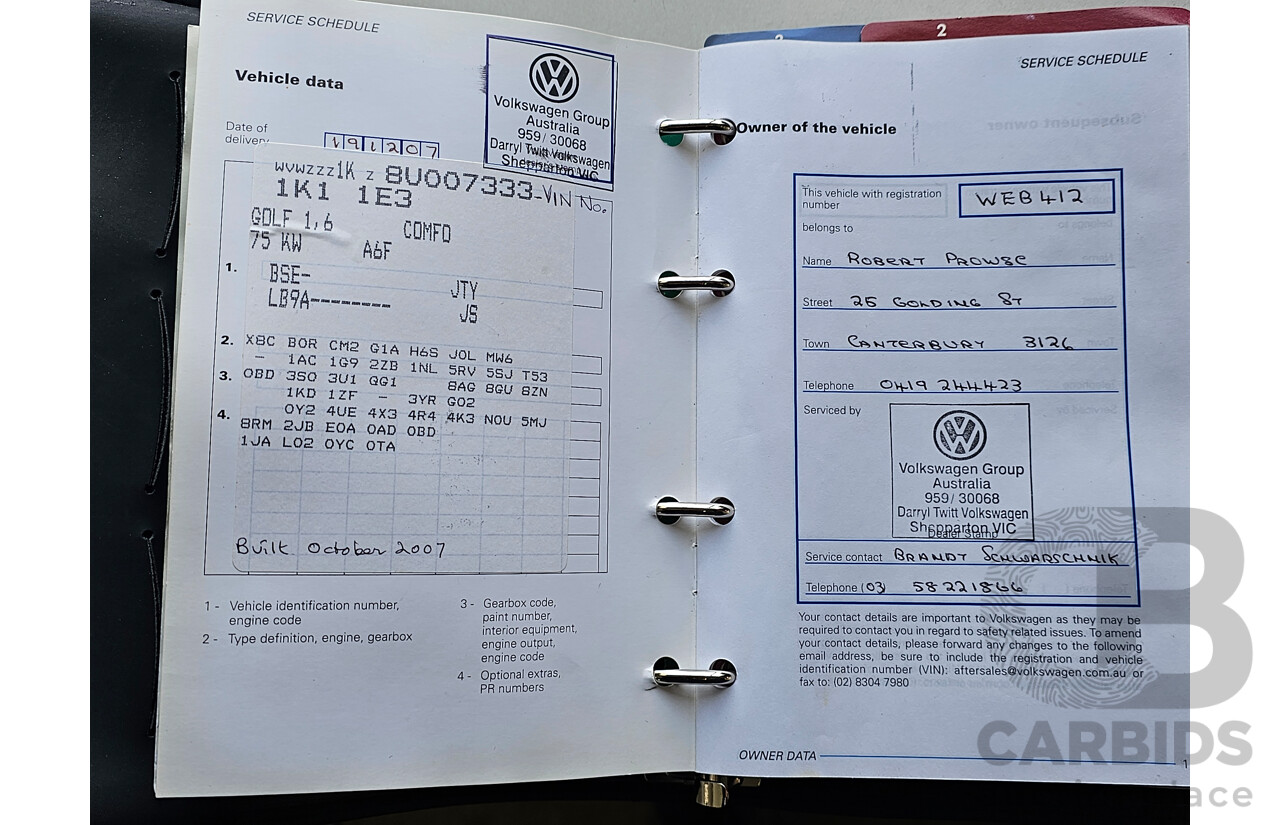 SERVICE SCHEDULE
Vehicle data
Volkswagen Group
Australia
959/30068
Darryl Twitt Volkswagen
Shepparton VIC
Date of
delivery
191207
WVWZZZ1K Z 8U007333 - VIN No.
1K1 1E3
GOLF 1,6 COMFO
75 KW A6F
1. BSE-
JTY
LB9A--------
JS
2. X8C BOR CM2 G1A H6S J0L MW6
- 1AC 1G9 2ZB 1NL 5RV 5SJ T53
3. 0BD 3S0 3U1 QG1 8AG 8GU 8ZN
1KD 1ZF - 3YR G02
4. 0Y2 4UE 4X3 4R4 4K3 N0U 5MJ
8RM 2JB E0A 0AD 0BD
1JA L02 0YC 0TA
Built October 2007
1 - Vehicle identification number,
engine code
2 - Type definition, engine, gearbox
3 - Gearbox code,
paint number,
interior equipment,
engine output,
engine code
4 - Optional extras,
PR numbers
2
SERVICE SCHEDULE
Owner of the vehicle
This vehicle with registration
number
WEB412
belongs to
Name ROBERT PROWSE
Street 25 GOLDING ST
Town CANTERBURY 3126
Telephone 0419 244423
Serviced by
Volkswagen Group
Australia
959/30068
Darryl Twitt Volkswagen
Shepparton VIC
Dealer Stamp
Service contact BRANDT SCHWARSCHNIK
Telephone (03) 58221866
Your contact details are important to Volkswagen as they may be
required to contact you in regard to safety related issues. To amend
your contact details, please forward any changes to the following
email address, be sure to include the registration and vehicle
identification number (VIN): aftersales@volkswagen.com.au or
fax to: (02) 8304 7980
OWNER DATA
1
CARBIDS